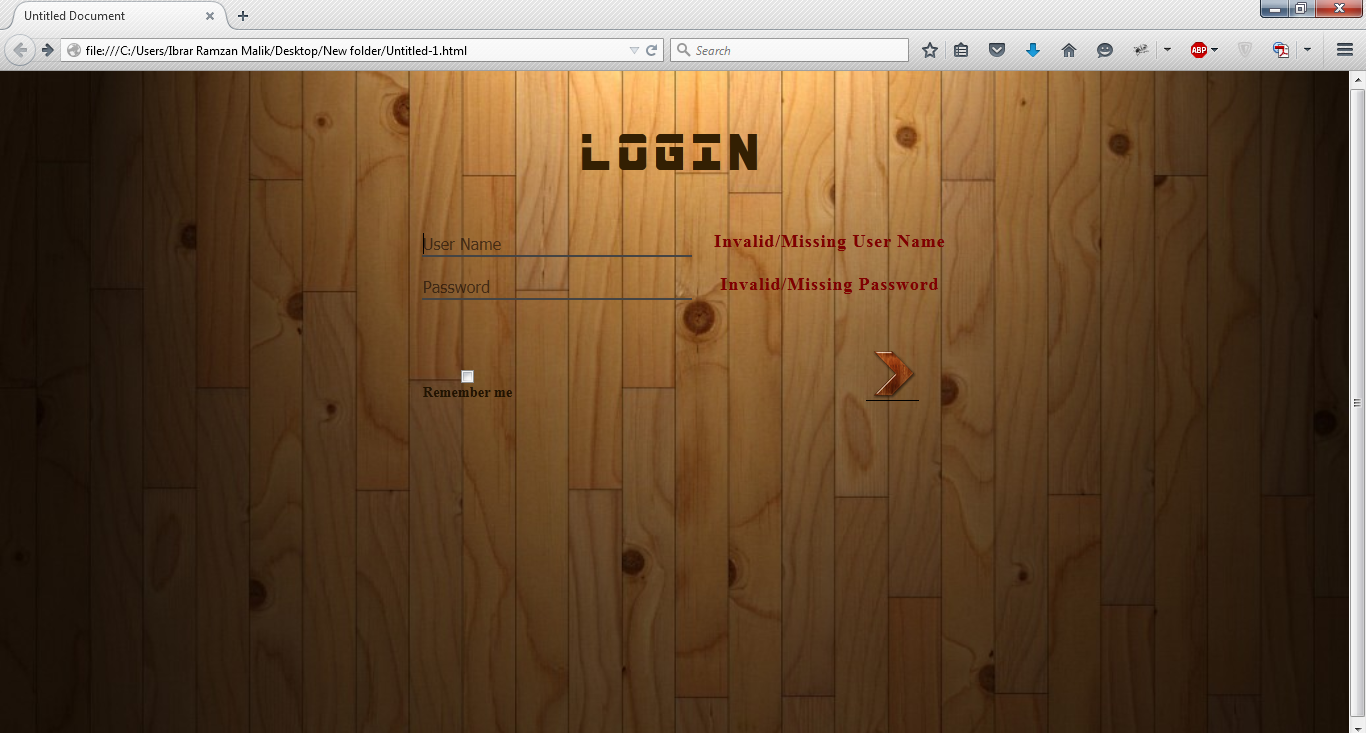 Untitled Document
file:///C:/Users/Ibrar Ramzan Malik/Desktop/New folder/Untitled-1.html
Search
ABP
LOGIN
User Name
Invalid/Missing User Name
Password
Invalid/Missing Password
Remember me